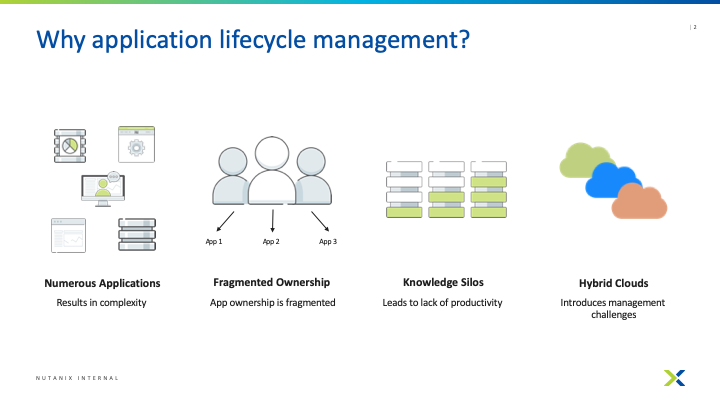 Why application lifecycle management?
| 2
App 1
App 2
App 3
Numerous Applications
Results in complexity
Fragmented Ownership
App ownership is fragmented
Knowledge Silos
Leads to lack of productivity
Hybrid Clouds
Introduces management
challenges
NUTANIX INTERNAL